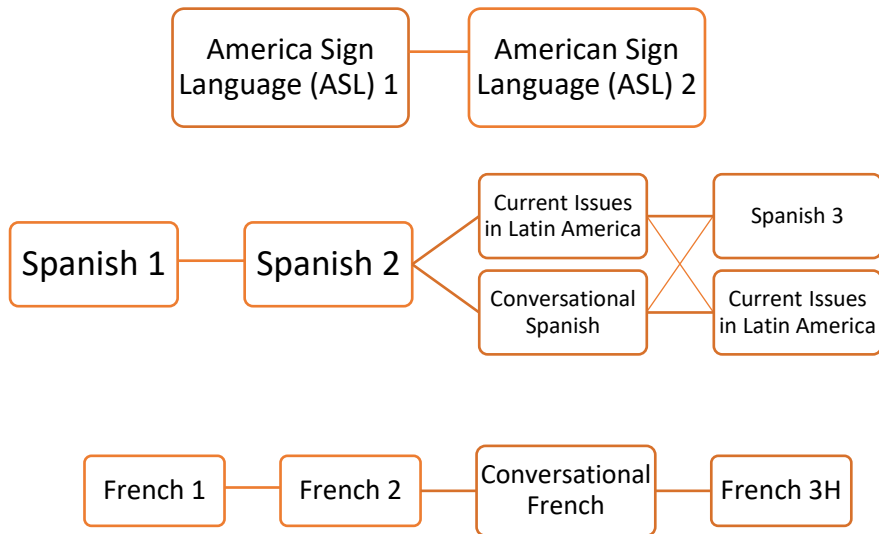 America Sign
Language (ASL) 1
American Sign
Language (ASL) 2
Spanish 1
Spanish 2
Current Issues
in Latin America
Conversational
Spanish
Spanish 3
Current Issues
in Latin America
French 1
French 2
Conversational
French
French 3H